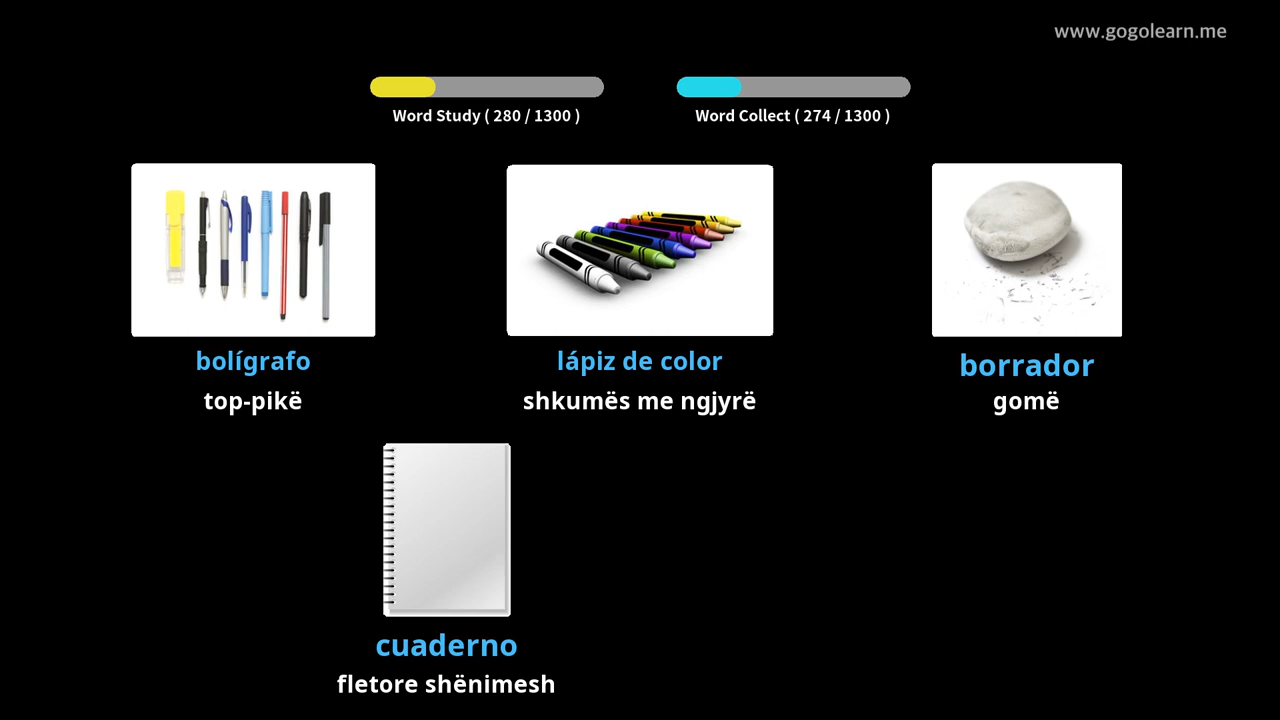 www.gogolearn.me
Word Study ( 280 / 1300 )
Word Collect ( 274 / 1300 )
bolígrafo
top-pikë
lápiz de color
shkumës me ngjyrë
borrador
gomë
cuaderno
fletore shënimesh